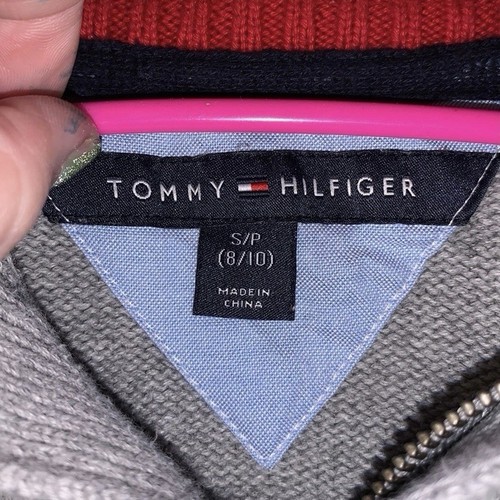 TOMMY HILFIGER
S/P
(8/10)
MADE IN
CHINA